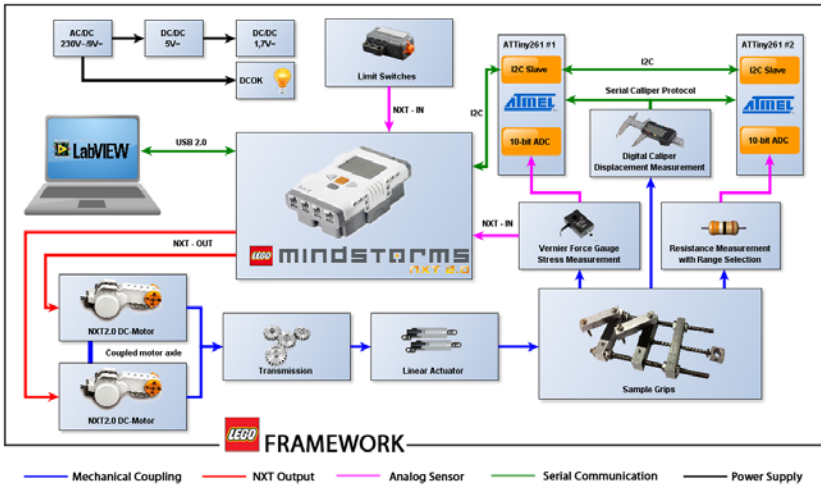 AC/DC
230V~/9V=
DC/DC
5V=
DC/DC
1,7V=
DCOK
Limit Switches
NXT - IN
ATTiny261 #1
I2C Slave
ATMEL
10-bit ADC
I2C
I2C
Serial Calliper Protocol
ATTiny261 #2
I2C Slave
ATMEL
10-bit ADC
Digital Caliper
Displacement Measurement
LabVIEW
USB 2.0
LEGO mindstorms
NXT 2.0
NXT - IN
Vernier Force Gauge
Stress Measurement
Resistance Measurement
with Range Selection
NXT - OUT
NXT2.0 DC-Motor
Coupled motor axle
NXT2.0 DC-Motor
Transmission
Linear Actuator
Sample Grips
LEGO FRAMEWORK
Mechanical Coupling
NXT Output
Analog Sensor
Serial Communication
Power Supply